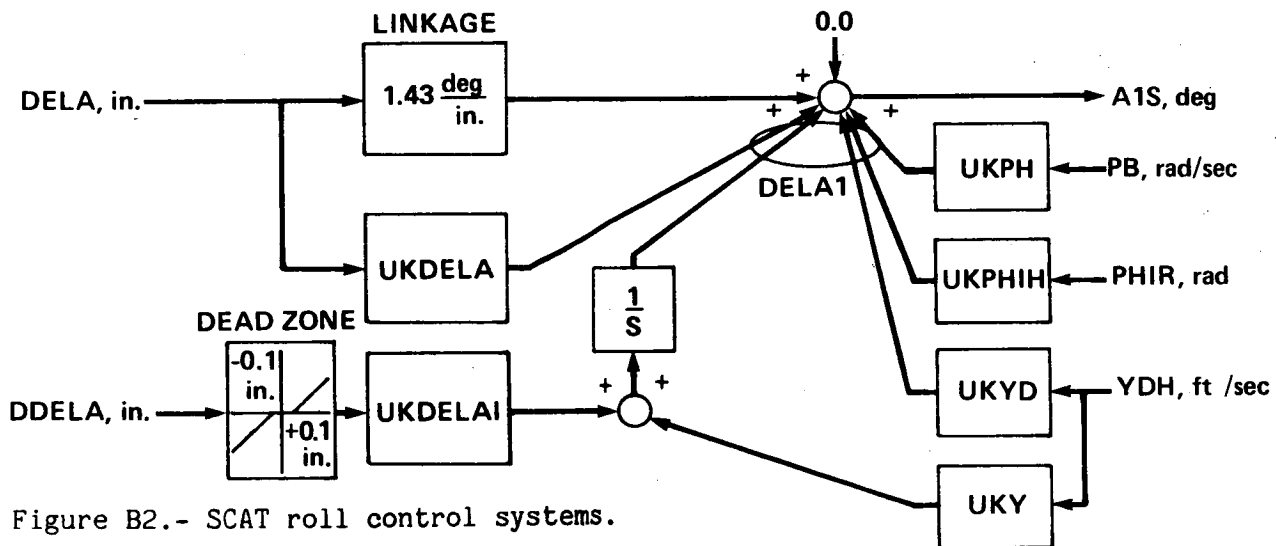 LINKAGE
0.0
DELA, in.
1.43 deg
in.
+
+
+
A1S, deg
DELA1
UKPH
PB, rad/sec
UKDELA
UKPHIH
PHIR, rad
1
S
DEAD ZONE
-0.1
in.
+0.1
in.
DDELA, in.
UKDELAI
+
+
UKYD
YDH, ft /sec
UKY
Figure B2.- SCAT roll control systems.